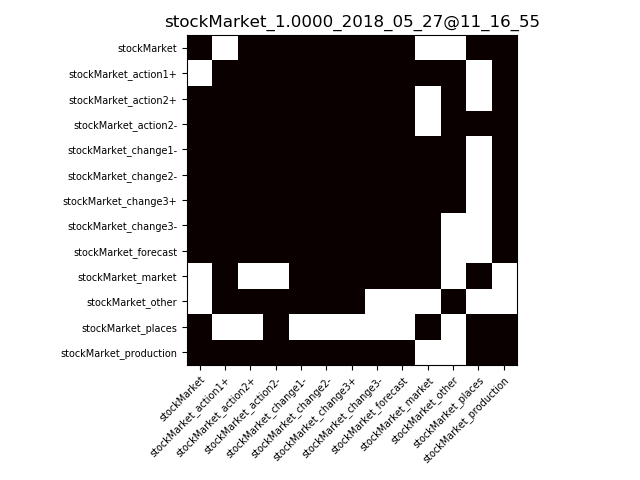 stockMarket_1.0000_2018_05_27@11_16_55
stockMarket
stockMarket_action1+
stockMarket_action2+
stockMarket_action2-
stockMarket_change1-
stockMarket_change2-
stockMarket_change3+
stockMarket_change3-
stockMarket_forecast
stockMarket_market
stockMarket_other
stockMarket_places
stockMarket_production
stockMarket
stockMarket_action1+
stockMarket_action2+
stockMarket_action2-
stockMarket_change1-
stockMarket_change2-
stockMarket_change3+
stockMarket_change3-
stockMarket_forecast
stockMarket_market
stockMarket_other
stockMarket_places
stockMarket_production